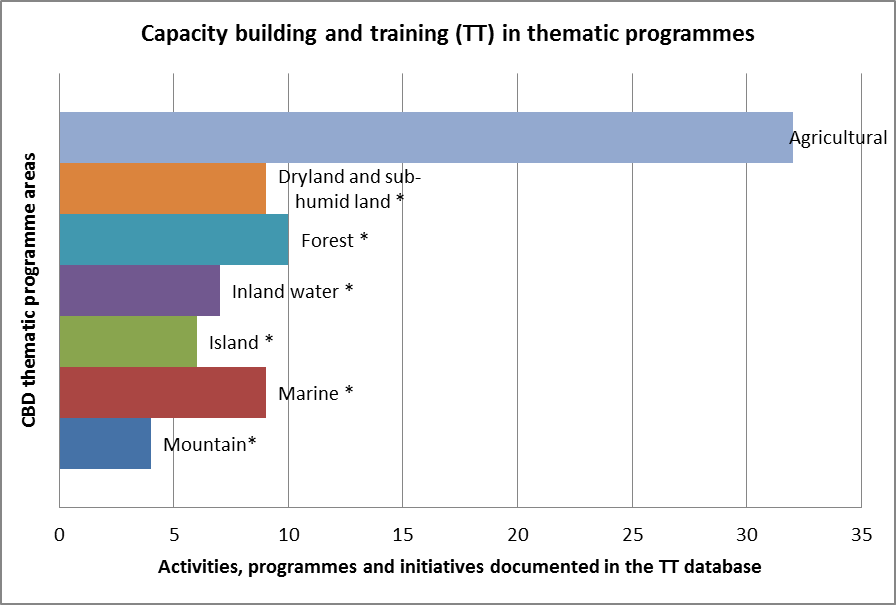 Capacity building and training (TT) in thematic programmes
CBD thematic programme areas
Agricultural
Dryland and sub-
humid land *
Forest *
Inland water *
Island *
Marine *
Mountain*
0 5 10 15 20 25 30 35
Activities, programmes and initiatives documented in the TT database